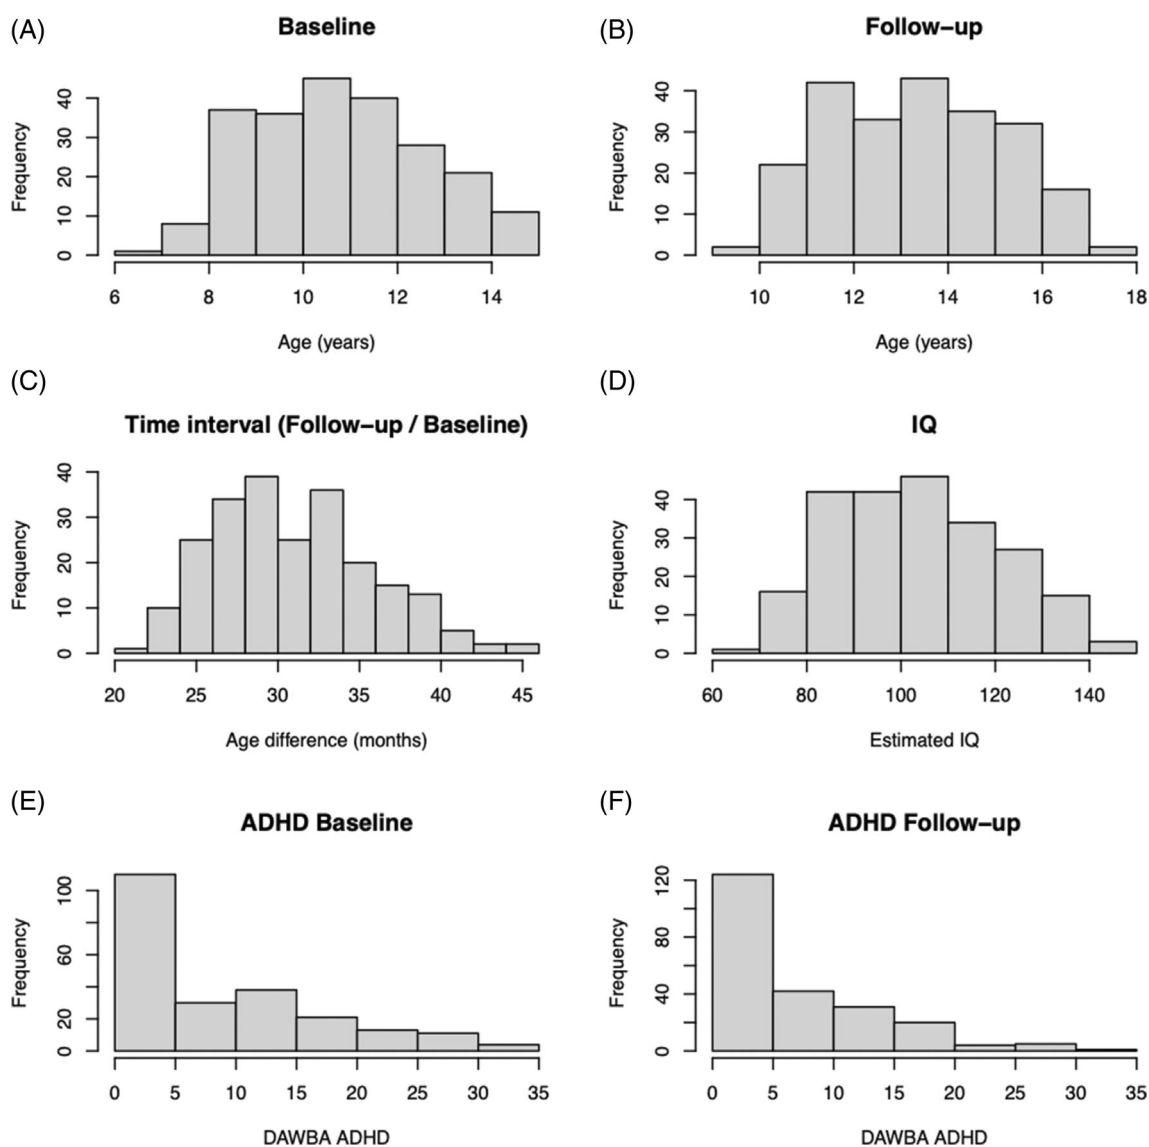 (A)
Baseline
Frequency
0 10 20 30 40
6 8 10 12 14
Age (years)
(B)
Follow–up
Frequency
0 10 20 30 40
10 12 14 16 18
Age (years)
(C)
Time interval (Follow–up / Baseline)
Frequency
0 10 20 30 40
20 25 30 35 40 45
Age difference (months)
(D)
IQ
Frequency
0 10 20 30 40
60 80 100 120 140
Estimated IQ
(E)
ADHD Baseline
Frequency
0 20 60 100
0 5 10 15 20 25 30 35
DAWBA ADHD
(F)
ADHD Follow–up
Frequency
0 40 80 120
0 5 10 15 20 25 30 35
DAWBA ADHD